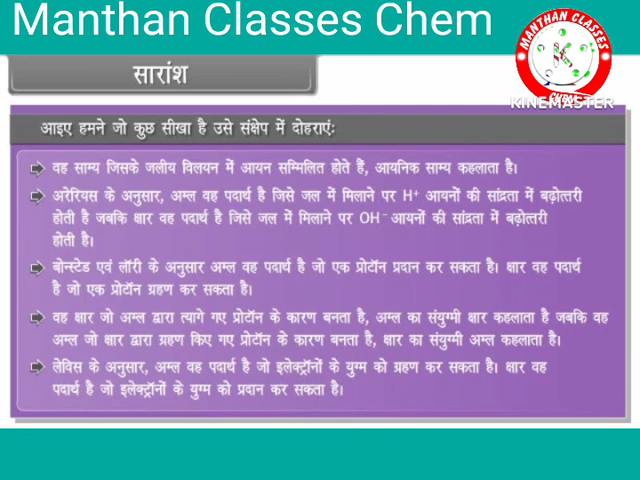 Manthan Classes Chem
MANTHAN CLASSES
K
CHEM
KINEMASTER
सारांश
आइए हमने जो कुछ सीखा है उसे संक्षेप में दोहराएं:
वह साम्य जिसके जलीय विलयन में आयन सम्मिलित होते हैं, आयनिक साम्य कहलाता है।
अरेरियस के अनुसार, अम्ल वह पदार्थ है जिसे जल में मिलाने पर H⁺ आयनों की सांद्रता में बढ़ोत्तरी
होती है जबकि क्षार वह पदार्थ है जिसे जल में मिलाने पर OH⁻ आयनों की सांद्रता में बढ़ोत्तरी
होती है।
बोन्स्टेड एवं लॉरी के अनुसार अम्ल वह पदार्थ है जो एक प्रोटॉन प्रदान कर सकता है। क्षार वह पदार्थ
है जो एक प्रोटॉन ग्रहण कर सकता है।
वह क्षार जो अम्ल द्वारा त्यागे गए प्रोटॉन के कारण बनता है, अम्ल का संयुग्मी क्षार कहलाता है जबकि वह
अम्ल जो क्षार द्वारा ग्रहण किए गए प्रोटॉन के कारण बनता है, क्षार का संयुग्मी अम्ल कहलाता है।
लेविस के अनुसार, अम्ल वह पदार्थ है जो इलेक्ट्रॉनों के युग्म को ग्रहण कर सकता है। क्षार वह
पदार्थ है जो इलेक्ट्रॉनों के युग्म को प्रदान कर सकता है।